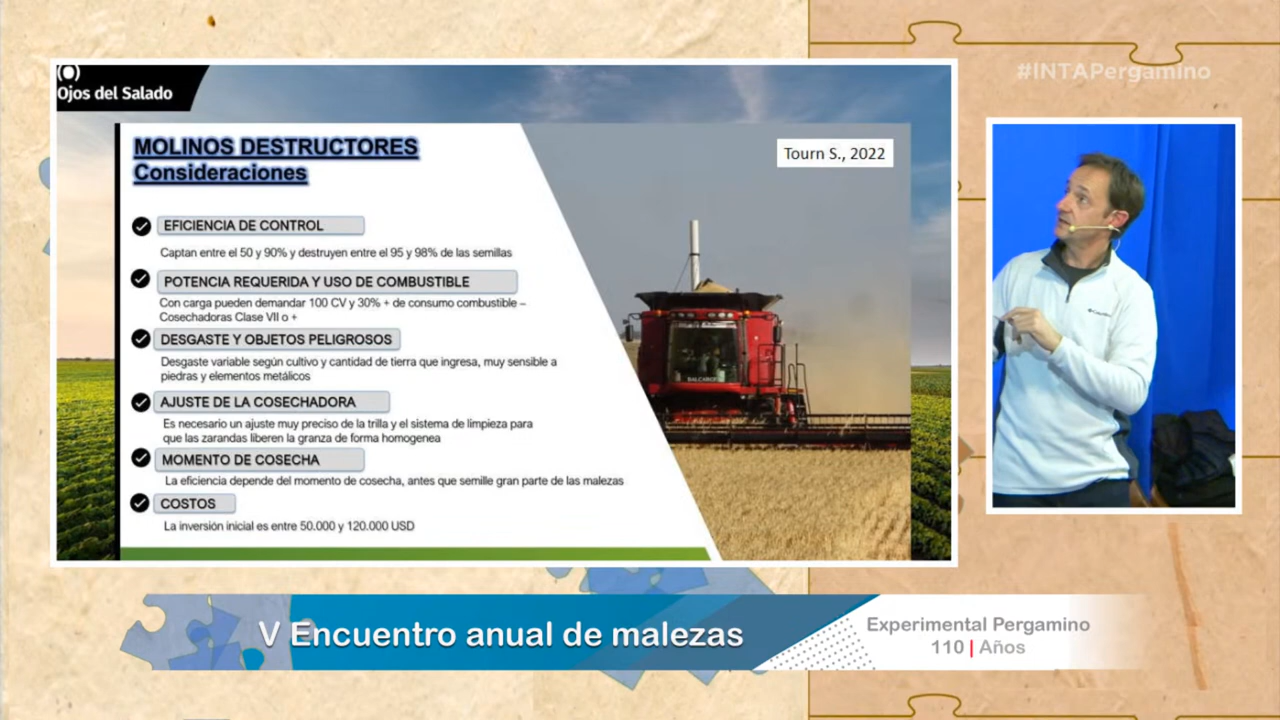 Ojos del Salado
#INTAPergamino
MOLINOS DESTRUCTORES
Consideraciones
Tourn S., 2022
EFICIENCIA DE CONTROL
Captan entre el 50 y 90% y destruyen entre el 95 y 98% de las semillas
POTENCIA REQUERIDA Y USO DE COMBUSTIBLE
Con carga pueden demandar 100 CV y 30% + de consumo combustible –
Cosechadoras Clase VII o +
DESGASTE Y OBJETOS PELIGROSOS
Desgaste variable según cultivo y cantidad de tierra que ingresa, muy sensible a
piedras y elementos metálicos
AJUSTE DE LA COSECHADORA
Es necesario un ajuste muy preciso de la trilla y el sistema de limpieza para
que las zarandas liberen la granza de forma homogenea
MOMENTO DE COSECHA
La eficiencia depende del momento de cosecha, antes que semille gran parte de las malezas
COSTOS
La inversión inicial es entre 50.000 y 120.000 USD
V Encuentro anual de malezas
Experimental Pergamino
110 | Años